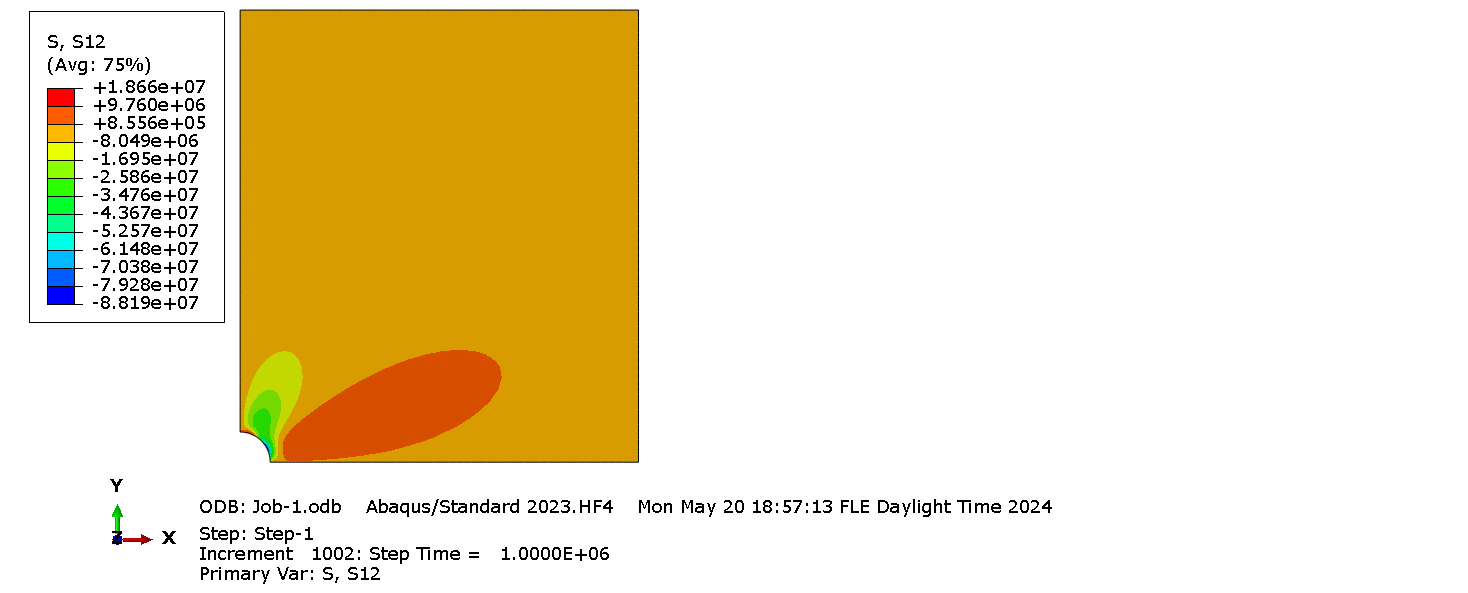 S, S12
(Avg: 75%)
+1.866e+07
+9.760e+06
+8.556e+05
-8.049e+06
-1.695e+07
-2.586e+07
-3.476e+07
-4.367e+07
-5.257e+07
-6.148e+07
-7.038e+07
-7.928e+07
-8.819e+07
Y
Z
X
ODB: Job-1.odb Abaqus/Standard 2023.HF4 Mon May 20 18:57:13 FLE Daylight Time 2024
Step: Step-1
Increment 1002: Step Time = 1.0000E+06
Primary Var: S, S12